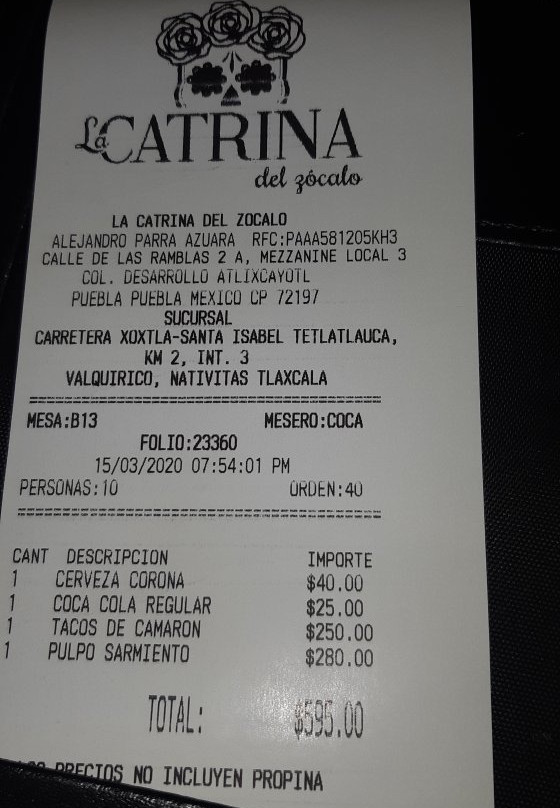 La CATRINA
del zócalo
LA CATRINA DEL ZOCALO
ALEJANDRO PARRA AZUARA RFC:PAAA581205KH3
CALLE DE LAS RAMBLAS 2 A, MEZZANINE LOCAL 3
COL. DESARROLLO ATLIXCAYOTL
PUEBLA PUEBLA MEXICO CP 72197
SUCURSAL
CARRETERA XOXTLA-SANTA ISABEL TETLATLAUCA,
KM 2, INT. 3
VALQUIRICO, NATIVITAS TLAXCALA
MESA:B13 MESERO:COCA
FOLIO:23360
15/03/2020 07:54:01 PM
PERSONAS:10 ORDEN:40
CANT DESCRIPCION IMPORTE
1 CERVEZA CORONA $40.00
1 COCA COLA REGULAR $25.00
1 TACOS DE CAMARON $250.00
1 PULPO SARMIENTO $280.00
TOTAL: $595.00
PRECIOS NO INCLUYEN PROPINA